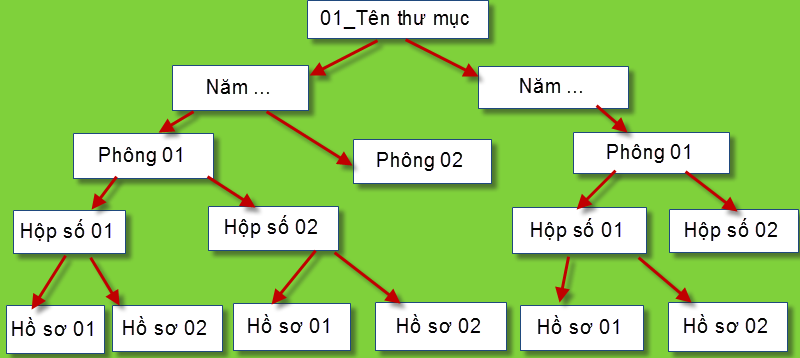 01_Tên thư mục
Năm ...
Năm ...
Phông 01
Phông 02
Phông 01
Hộp số 01
Hộp số 02
Hộp số 01
Hộp số 02
Hồ sơ 01
Hồ sơ 02
Hồ sơ 01
Hồ sơ 02
Hồ sơ 01
Hồ sơ 02